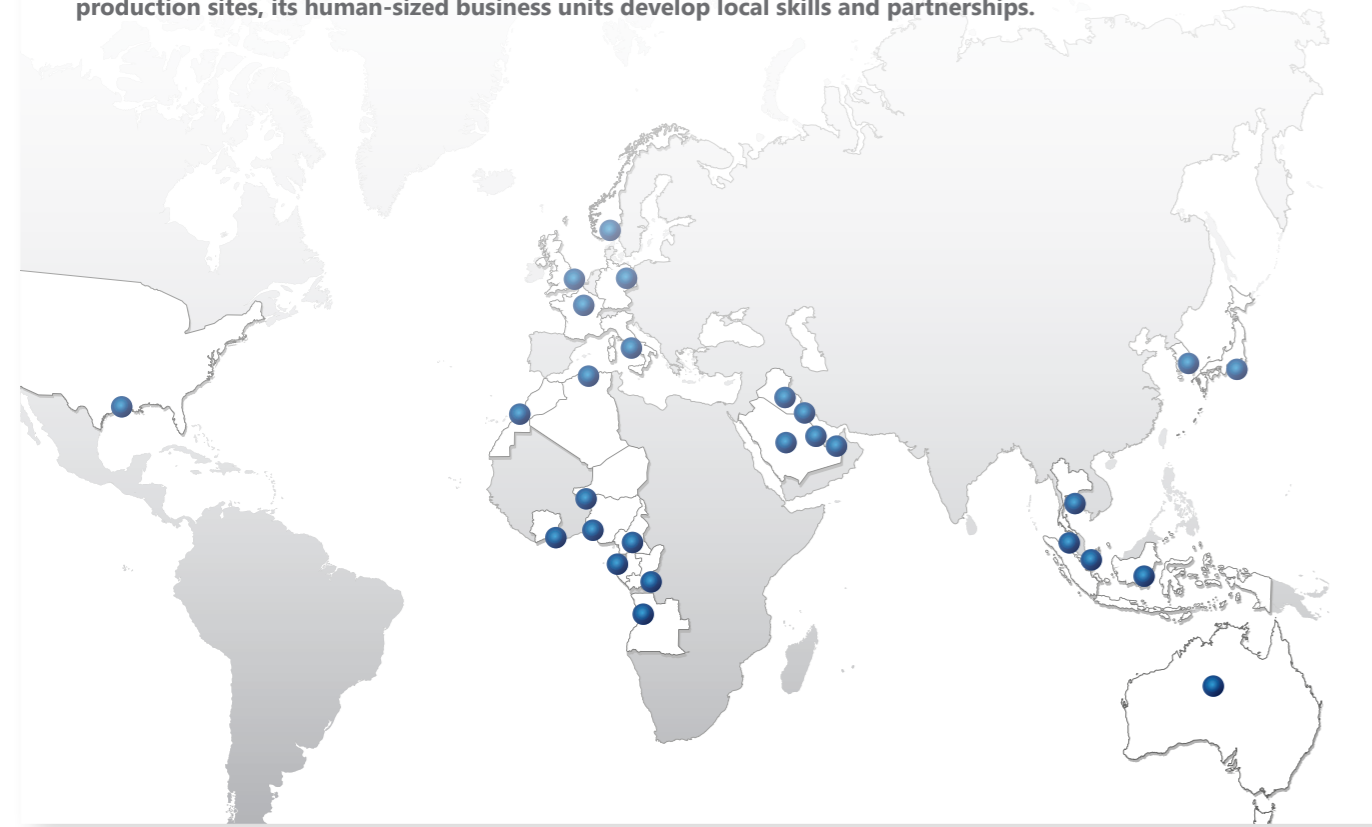 production sites, its human-sized business units develop local skills and partnerships.